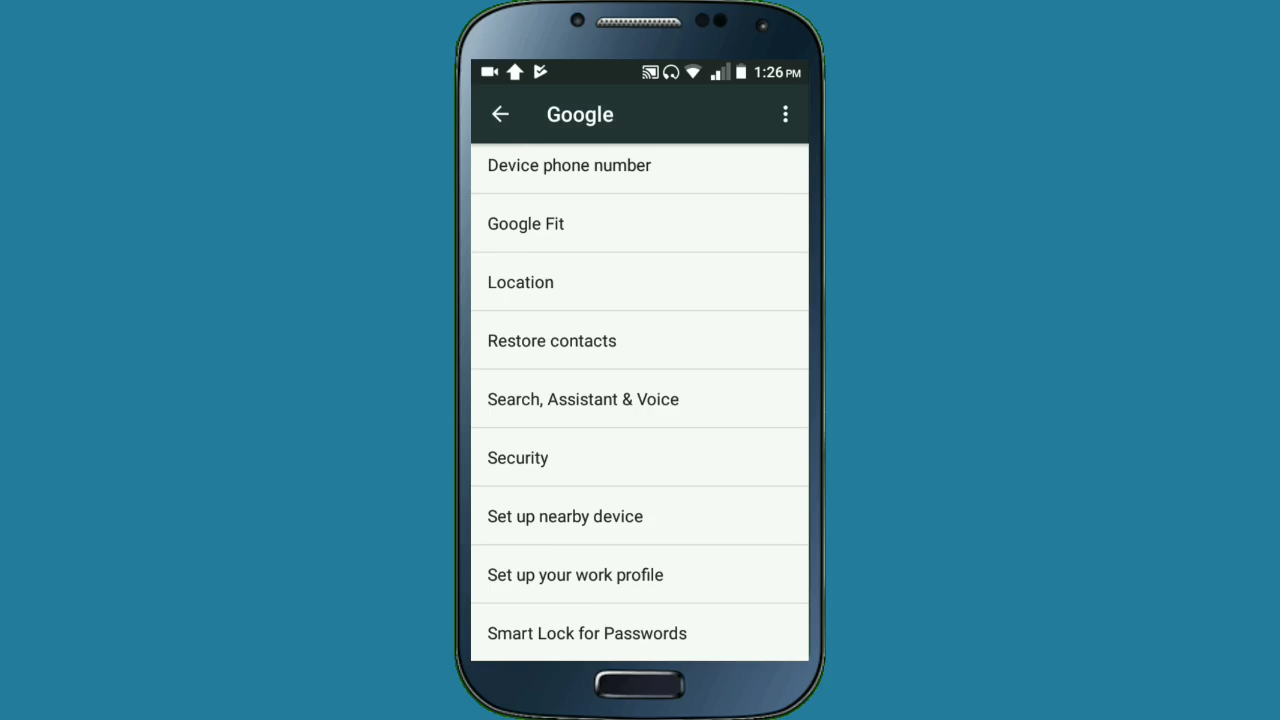 1:26 PM
Google
Device phone number
Google Fit
Location
Restore contacts
Search, Assistant & Voice
Security
Set up nearby device
Set up your work profile
Smart Lock for Passwords